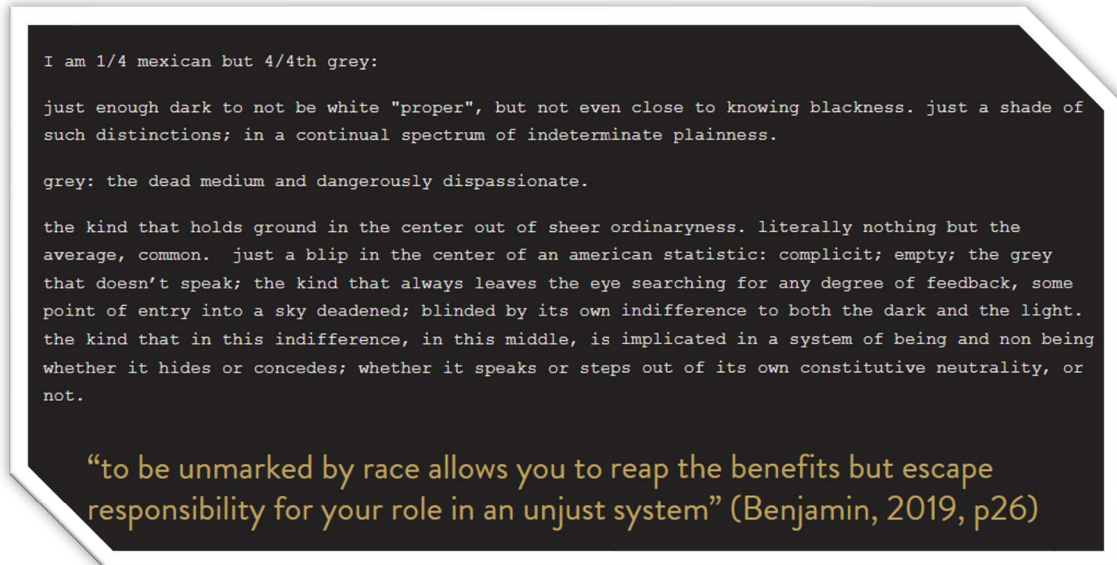 I am 1/4 mexican but 4/4th grey:
just enough dark to not be white "proper", but not even close to knowing blackness. just a shade of
such distinctions; in a continual spectrum of indeterminate plainness.
grey: the dead medium and dangerously dispassionate.
the kind that holds ground in the center out of sheer ordinaryness. literally nothing but the
average, common.  just a blip in the center of an american statistic: complicit; empty; the grey
that doesn’t speak; the kind that always leaves the eye searching for any degree of feedback, some
point of entry into a sky deadened; blinded by its own indifference to both the dark and the light.
the kind that in this indifference, in this middle, is implicated in a system of being and non being
whether it hides or concedes; whether it speaks or steps out of its own constitutive neutrality, or
not.
“to be unmarked by race allows you to reap the benefits but escape
responsibility for your role in an unjust system” (Benjamin, 2019, p26)